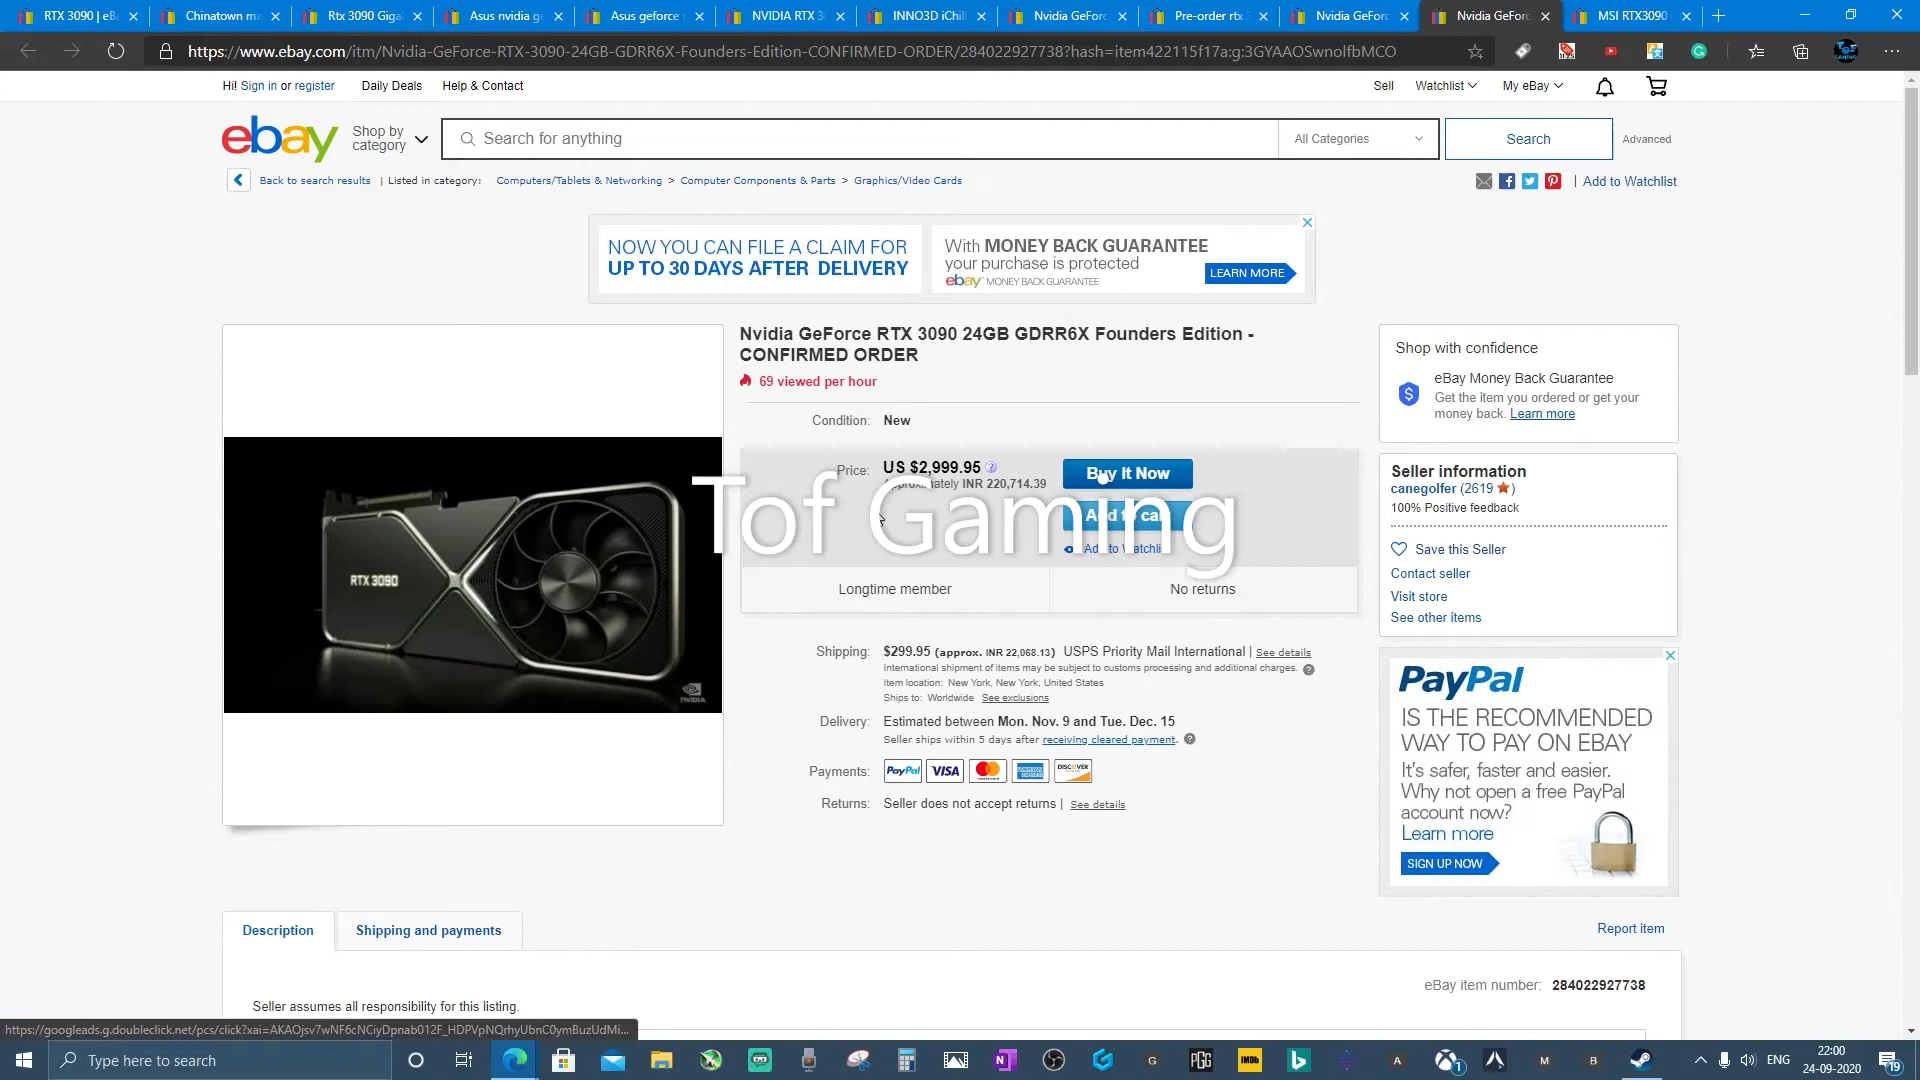 RTX 3090 | eB
Chinatown ma
Rtx 3090 Giga
Asus nvidia ge
Asus geforce r
NVIDIA RTX 3
INNO3D iChil
Nvidia GeForc
Pre-order rtx
Nvidia GeForc
Nvidia GeForc
MSI RTX3090
https://www.ebay.com/itm/Nvidia-GeForce-RTX-3090-24GB-GDRR6X-Founders-Edition-CONFIRMED-ORDER/284022927738?hash=item422115f17a:g:3GYAAOSwnolfbMCO
Hi! Sign in or register Daily Deals Help & Contact
Sell Watchlist My eBay
ebay Shop by category
Search for anything
All Categories
Search
Advanced
Back to search results | Listed in category: Computers/Tablets & Networking > Computer Components & Parts > Graphics/Video Cards
| Add to Watchlist
NOW YOU CAN FILE A CLAIM FOR
UP TO 30 DAYS AFTER DELIVERY
With MONEY BACK GUARANTEE
your purchase is protected
ebay MONEY BACK GUARANTEE
LEARN MORE
Nvidia GeForce RTX 3090 24GB GDRR6X Founders Edition -
CONFIRMED ORDER
69 viewed per hour
Condition: New
Price: US $2,999.95
Approximately INR 220,714.39
Buy It Now
Add to cart
Add to Watchli
Tof Gaming
Longtime member
No returns
RTX 3090
NVIDIA
Shipping: $299.95 (approx. INR 22,068.13) USPS Priority Mail International | See details
International shipment of items may be subject to customs processing and additional charges.
Item location: New York, New York, United States
Ships to: Worldwide See exclusions
Delivery: Estimated between Mon. Nov. 9 and Tue. Dec. 15
Seller ships within 5 days after receiving cleared payment.
Payments: PayPal VISA DISCOVER
Returns: Seller does not accept returns | See details
Shop with confidence
eBay Money Back Guarantee
Get the item you ordered or get your
money back. Learn more
Seller information
canegolfer (2619)
100% Positive feedback
Save this Seller
Contact seller
Visit store
See other items
PayPal
IS THE RECOMMENDED
WAY TO PAY ON EBAY
It's safer, faster and easier.
Why not open a free PayPal
account now?
Learn more
SIGN UP NOW
Description
Shipping and payments
Report item
eBay item number: 284022927738
Seller assumes all responsibility for this listing.
Type here to search
ENG
22:00
24-09-2020
19